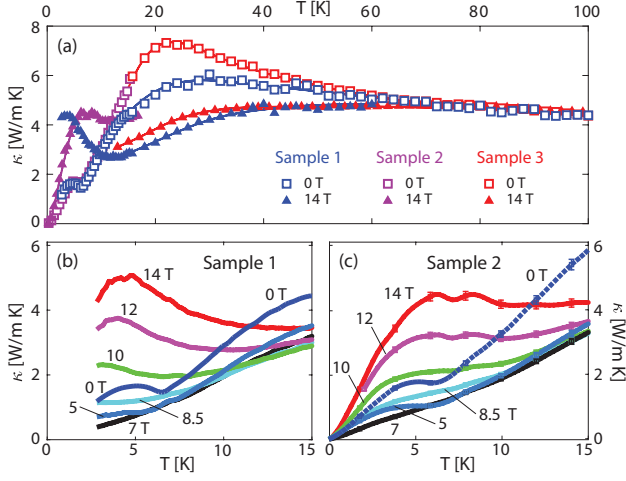 T [K]
0 20 40 60 80 100
(a)
8
6
4
2
0
κ [W/m K]
Sample 1 Sample 2 Sample 3
0 T 0 T 0 T
14 T 14 T 14 T
(b) Sample 1
6
4
2
0
κ [W/m K]
14 T
12
10
0 T
0 T
5
7 T
8.5
5 10 15
T [K]
(c) Sample 2
0 T
14 T
12
10
7
5
8.5 T
0 5 10 15
T [K]
6
4
2
0
κ [W/m K]